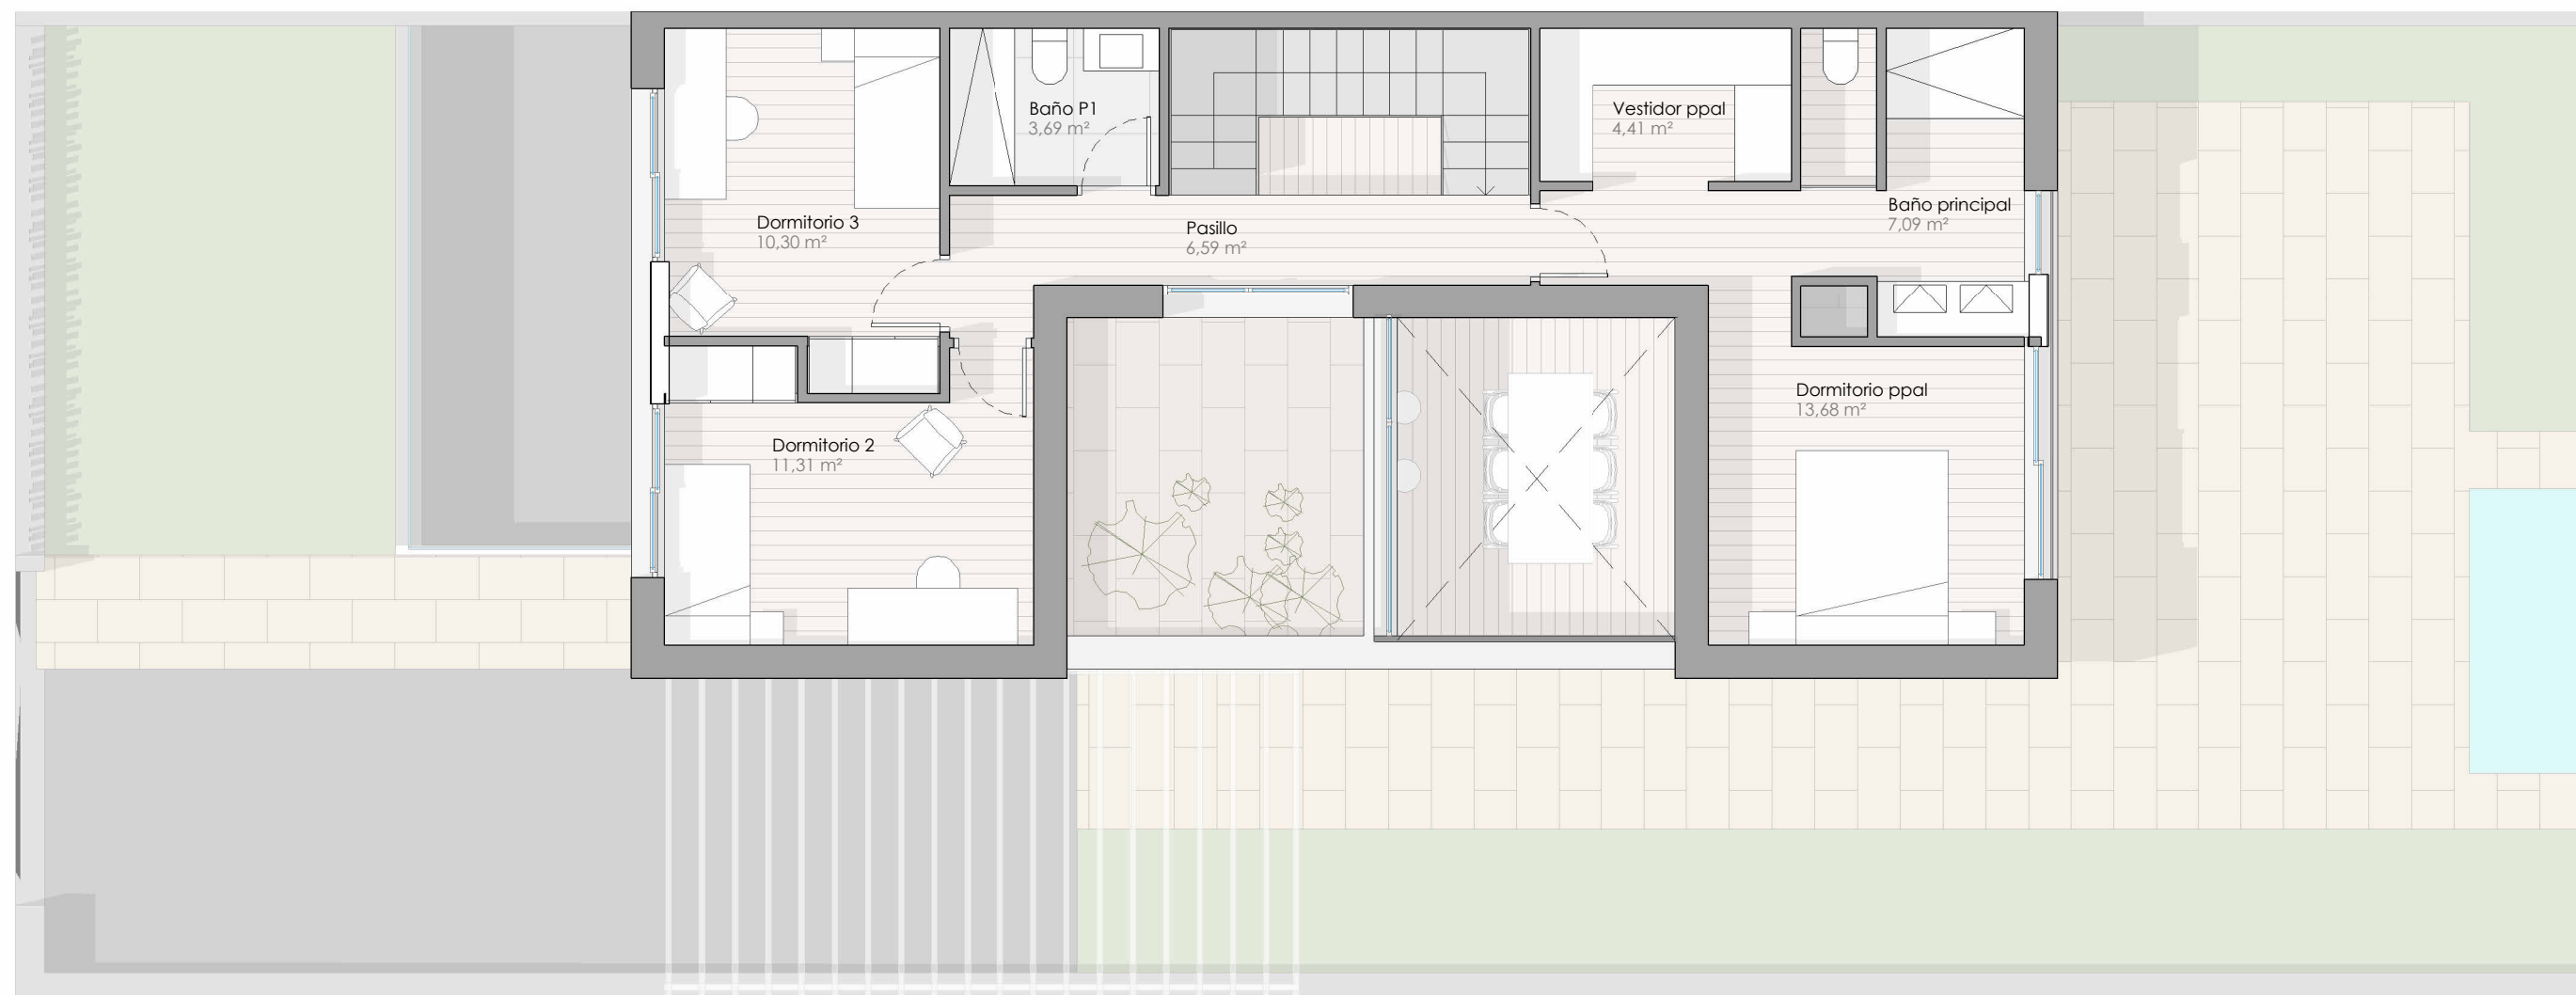 Baño P1
3,69 m²
Vestidor ppal
4,41 m²
Dormitorio 3
10,30 m²
Pasillo
6,59 m²
Baño principal
7,09 m²
Dormitorio ppal
13,68 m²
Dormitorio 2
11,31 m²